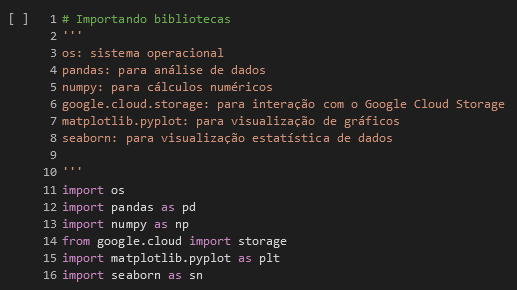 [ ] 1 # Importando bibliotecas
2 '''
3 os: sistema operacional
4 pandas: para análise de dados
5 numpy: para cálculos numéricos
6 google.cloud.storage: para interação com o Google Cloud Storage
7 matplotlib.pyplot: para visualização de gráficos
8 seaborn: para visualização estatística de dados
9
10 '''
11 import os
12 import pandas as pd
13 import numpy as np
14 from google.cloud import storage
15 import matplotlib.pyplot as plt
16 import seaborn as sn